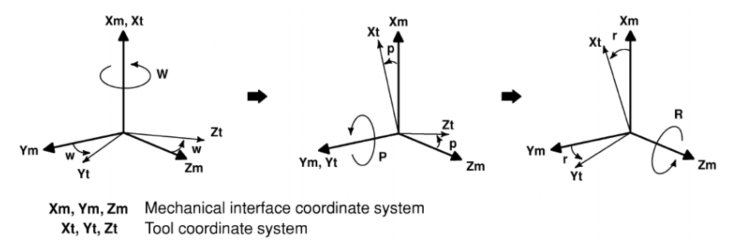 Xm, Xt
W
Zt
Ym
w
w
Yt
Zm
Xm
Xt
p
Zt
P
p
Ym, Yt
Zm
Xm
r
Xt
R
Ym
r
Yt
Zm
Xm, Ym, Zm Mechanical interface coordinate system
Xt, Yt, Zt Tool coordinate system